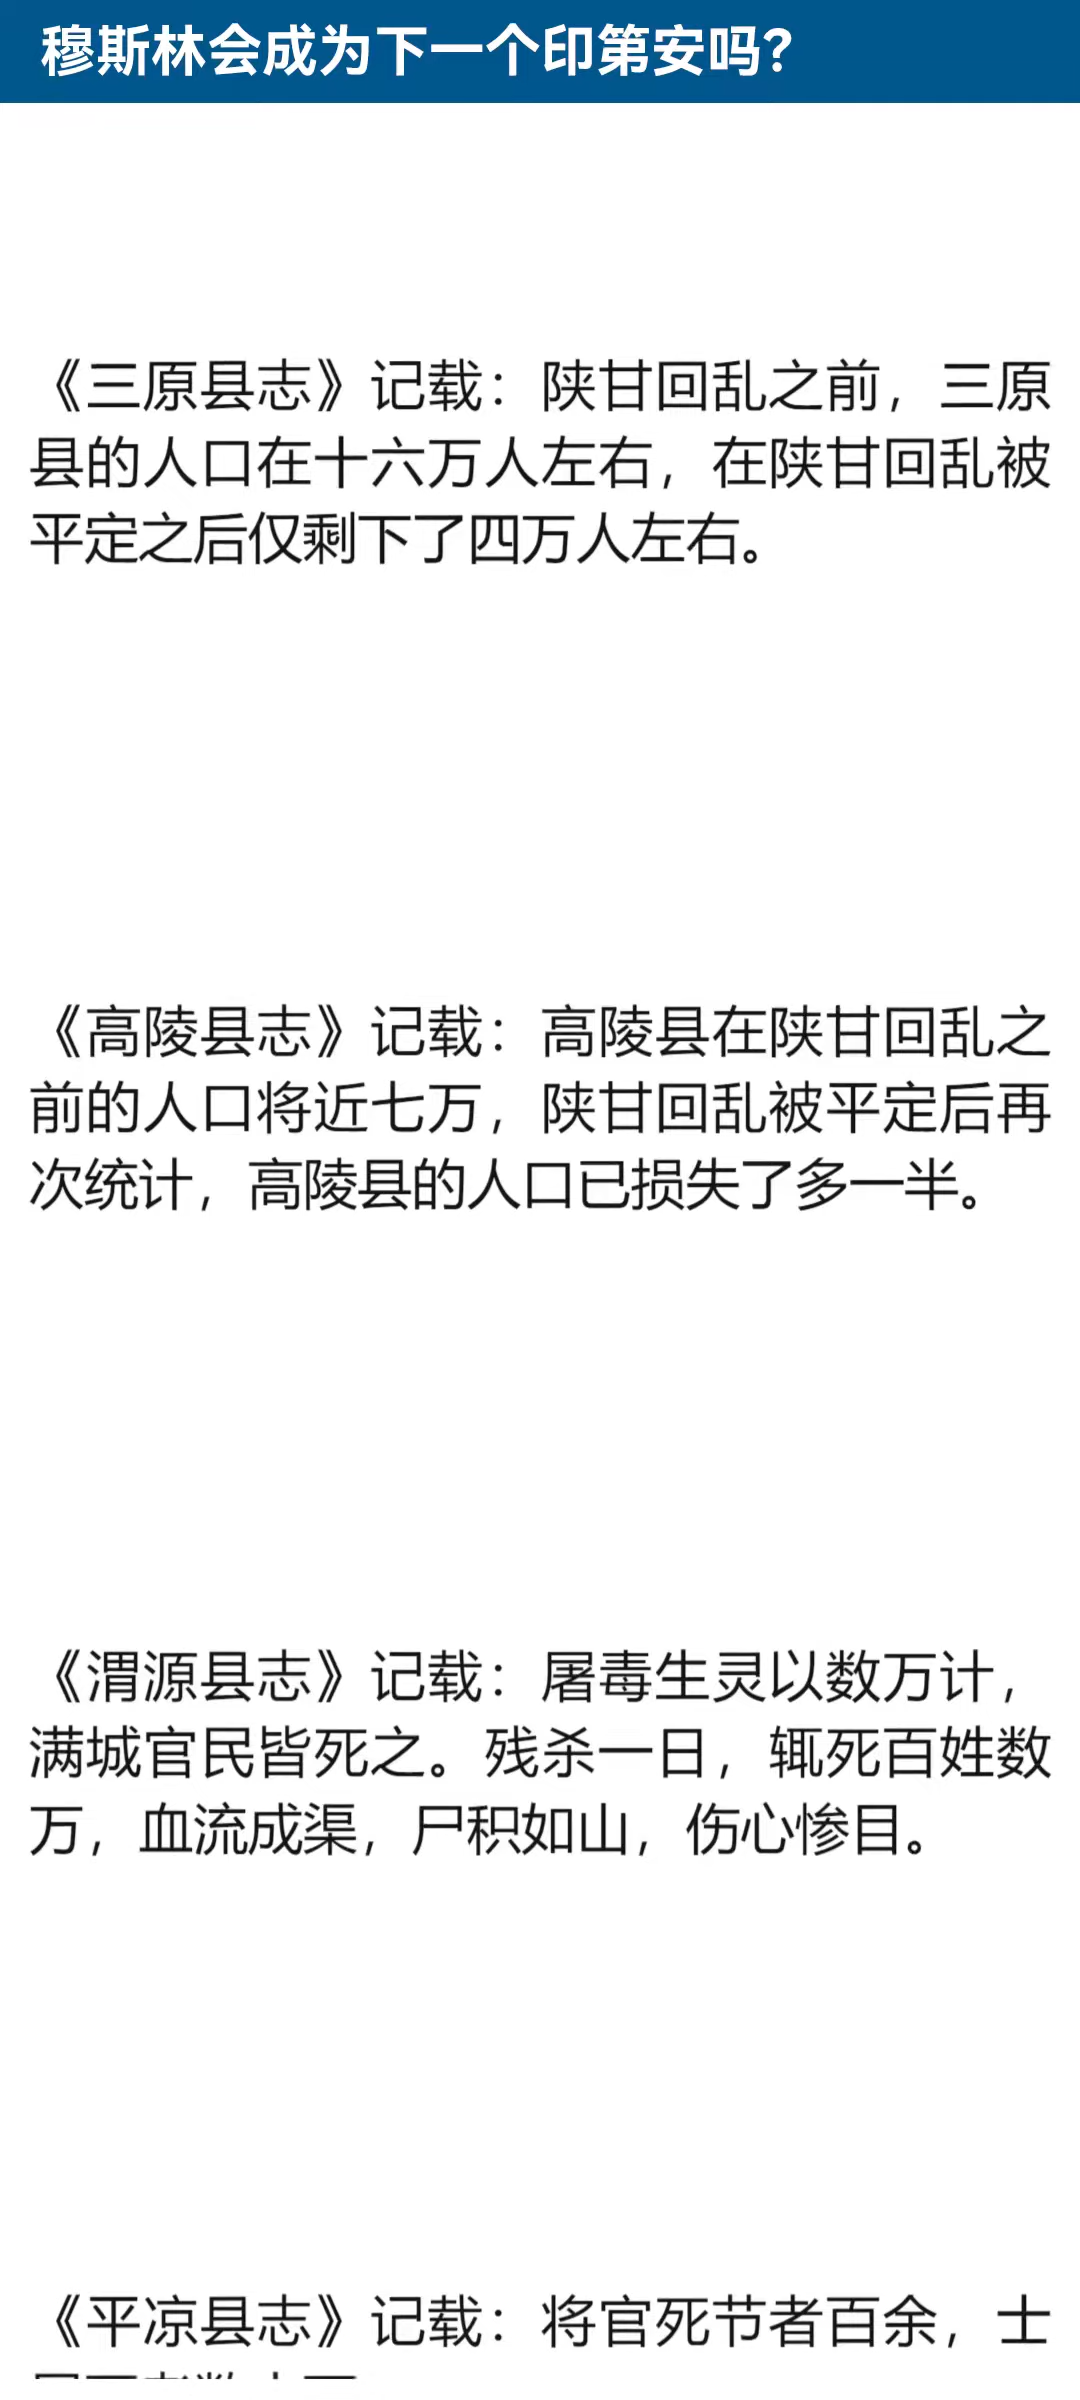 穆斯林会成为下一个印第安吗？
《三原县志》记载：陕甘回乱之前，三原
县的人口在十六万人左右，在陕甘回乱被
平定之后仅剩下了四万人左右。
《高陵县志》记载：高陵县在陕甘回乱之
前的人口将近七万，陕甘回乱被平定后再
次统计，高陵县的人口已损失了多一半。
《渭源县志》记载：屠毒生灵以数万计，
满城官民皆死之。残杀一日，辄死百姓数
万，血流成渠，尸积如山，伤心惨目。
《平凉县志》记载：将官死节者百余，士